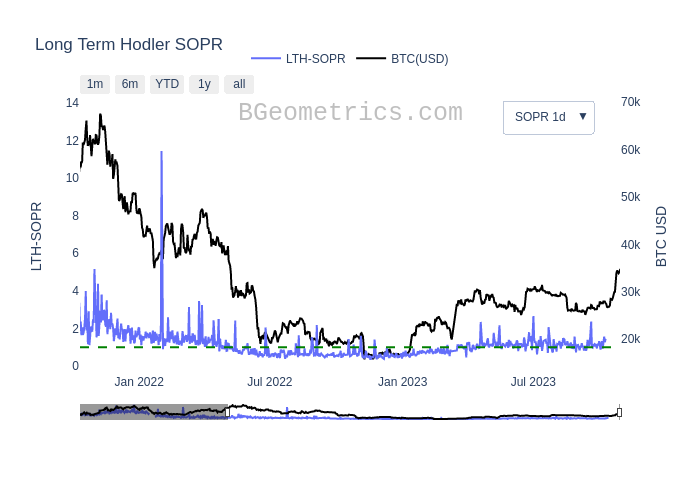 Long Term Hodler SOPR
LTH-SOPR BTC(USD)
1m 6m YTD 1y all
BGeometrics.com
SOPR 1d ▼
14
12
10
8
6
4
2
0
LTH-SOPR
70k
60k
50k
40k
30k
20k
BTC USD
Jan 2022 Jul 2022 Jan 2023 Jul 2023